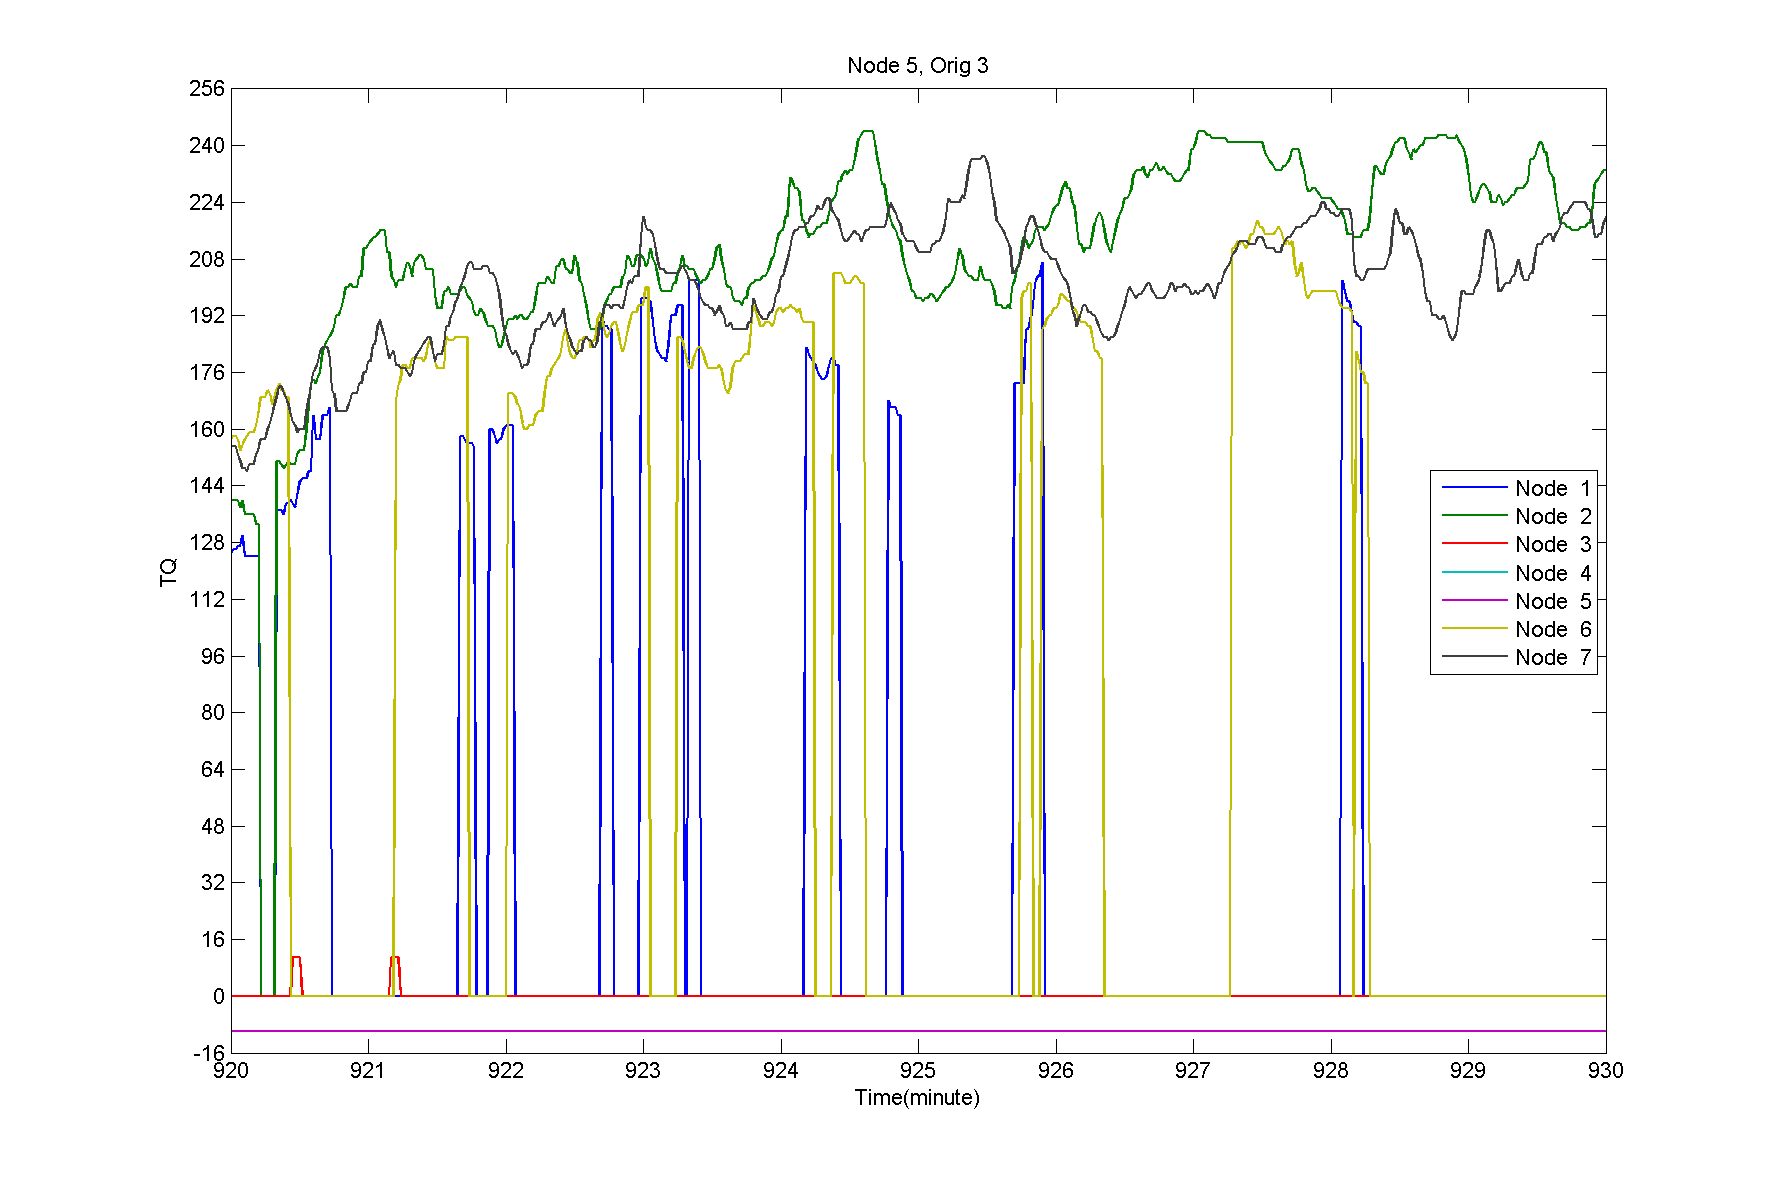 Node 5, Orig 3
256
240
224
208
192
176
160
144
128
112
96
80
64
48
32
16
0
-16
TQ
Node 1
Node 2
Node 3
Node 4
Node 5
Node 6
Node 7
920 921 922 923 924 925 926 927 928 929 930
Time(minute)